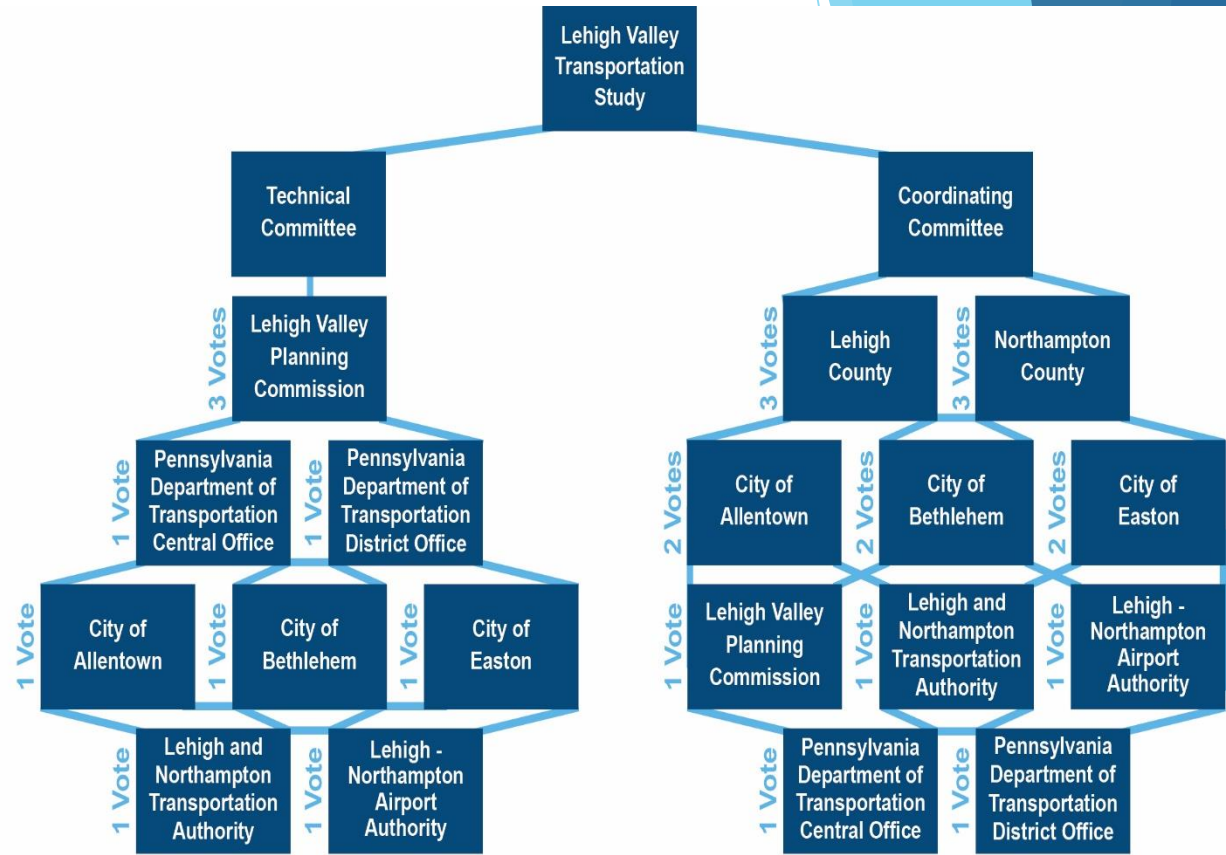 Lehigh Valley
Transportation
Study
Technical
Committee
Coordinating
Committee
3 Votes
Lehigh Valley
Planning
Commission
3 Votes
Lehigh
County
3 Votes
Northampton
County
1 Vote
Pennsylvania
Department of
Transportation
Central Office
1 Vote
Pennsylvania
Department of
Transportation
District Office
2 Votes
City of
Allentown
2 Votes
City of
Bethlehem
2 Votes
City of
Easton
1 Vote
City of
Allentown
1 Vote
City of
Bethlehem
1 Vote
City of
Easton
1 Vote
Lehigh Valley
Planning
Commission
1 Vote
Lehigh and
Northampton
Transportation
Authority
1 Vote
Lehigh -
Northampton
Airport
Authority
1 Vote
Lehigh and
Northampton
Transportation
Authority
1 Vote
Lehigh -
Northampton
Airport
Authority
1 Vote
Pennsylvania
Department of
Transportation
Central Office
1 Vote
Pennsylvania
Department of
Transportation
District Office